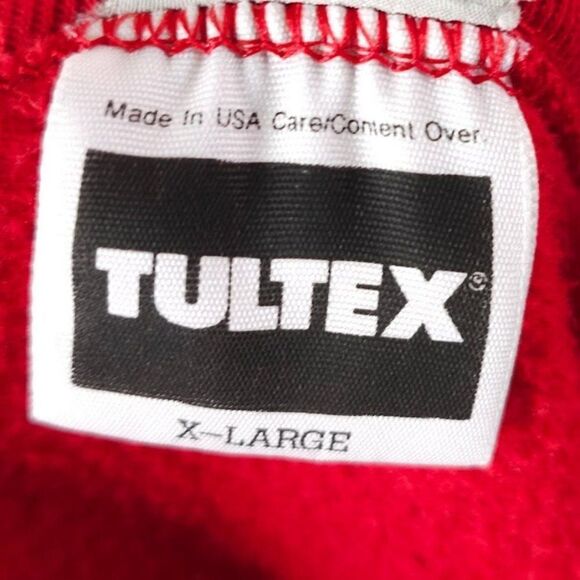 Made In USA Care/Content Over
TULTEX®
X-LARGE